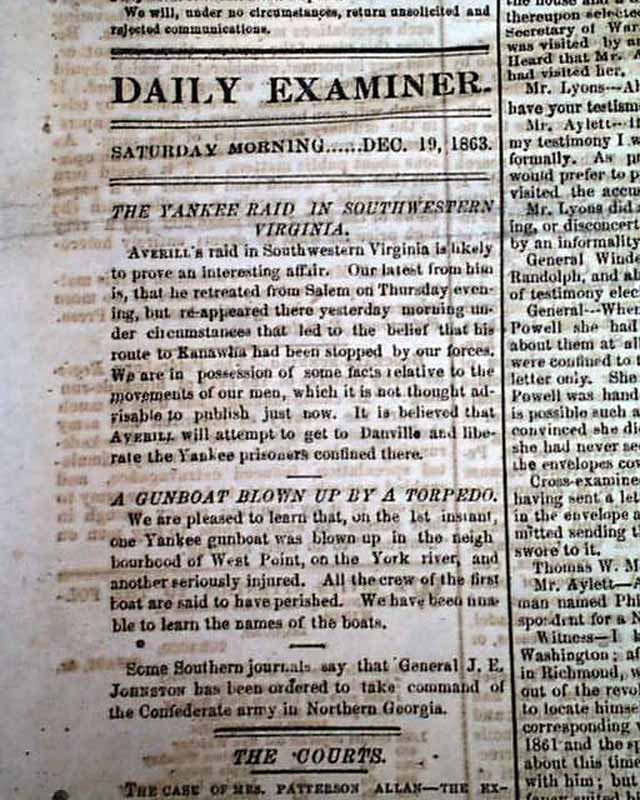 We will, under no circumstances, return unsolicited and
rejected communications.
DAILY EXAMINER.
SATURDAY MORNING......DEC. 19, 1863.
THE YANKEE RAID IN SOUTHWESTERN
VIRGINIA.
AVERILL'S raid in Southwestern Virginia is likely
to prove an interesting affair. Our latest from him
is, that he retreated from Salem on Thursday even-
ing, but re-appeared there yesterday morning un-
der circumstances that led to the belief that his
route to Kanawha had been stopped by our forces.
We are in possession of some facts relative to the
movements of our men, which it is not thought ad-
visable to publish just now. It is believed that
AVERILL will attempt to get to Danville and libe-
rate the Yankee prisoners confined there.
A GUNBOAT BLOWN UP BY A TORPEDO.
We are pleased to learn that, on the 1st instant,
one Yankee gunboat was blown up in the neigh
bourhood of West Point, on the York river, and
another seriously injured. All the crew of the first
boat are said to have perished. We have been una-
ble to learn the names of the boats.
Some Southern journals say that General J. E.
JOHNSTON has been ordered to take command of
the Confederate army in Northern Georgia.
THE COURTS.
THE CASE OF MRS. PATTERSON ALLAN—THE EX-
thereupon selected
Secretary of War
was visited by
Heard that Mr. A
had visited her.
Mr. Lyons--Al
have your testim
Mr. Aylett--If
my testimony I w
formally. As p
would prefer to p
visited the accu
Mr. Lyons did
ing, or disconcert
by an informality
General Winde
Randolph, and al
of testimony elec
General--When
Powell she had
about them at al
were confined to
letter only. She
Powell was hand
is possible such a
convinced she di
she had never se
the envelopes co
Cross-examine
having sent a le
in the envelope a
mitted sending t
swore to it.
Thomas W. M
Mr. Aylett--
man named Phi
spondent for a N
Witness--I
Washington; af
in Richmond, w
out of the revo
to locate himse
corresponding w
1861 and the sp
about this time
with him; but